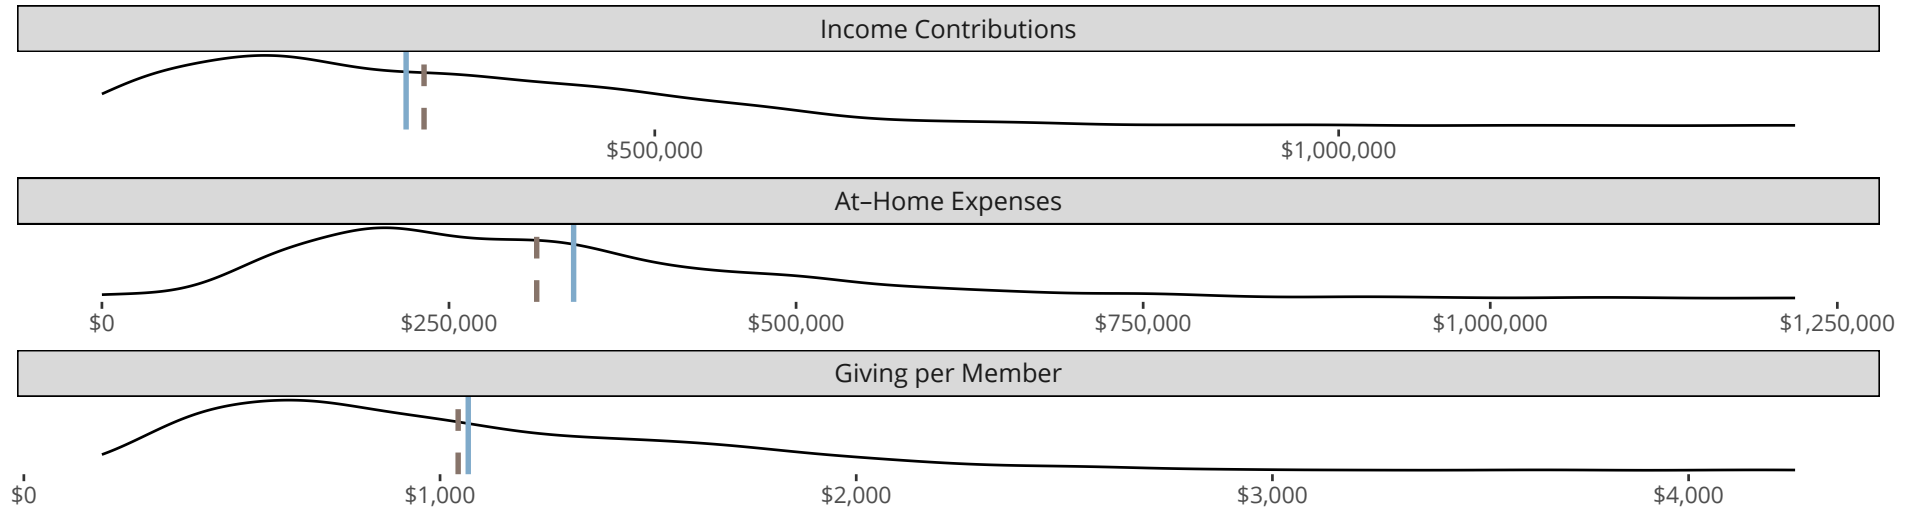 Income Contributions
$500,000 $1,000,000
At–Home Expenses
$0 $250,000 $500,000 $750,000 $1,000,000 $1,250,000
Giving per Member
$0 $1,000 $2,000 $3,000 $4,000